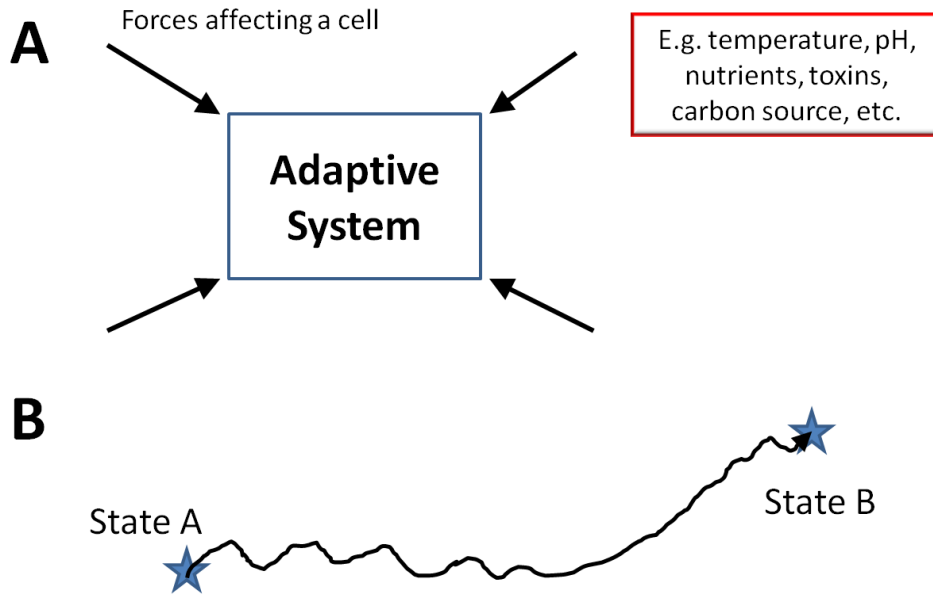 A
Forces affecting a cell
E.g. temperature, pH,
nutrients, toxins,
carbon source, etc.
Adaptive
System
B
State A
State B